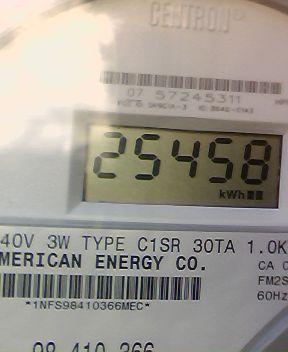 CENTRON®
07 57245311
25458
kWh
40V 3W TYPE C1SR 30TA 1.0K
MERICAN ENERGY CO.
CA 0
FM2S
*1NFS98410366MEC*
60Hz
98 410 366